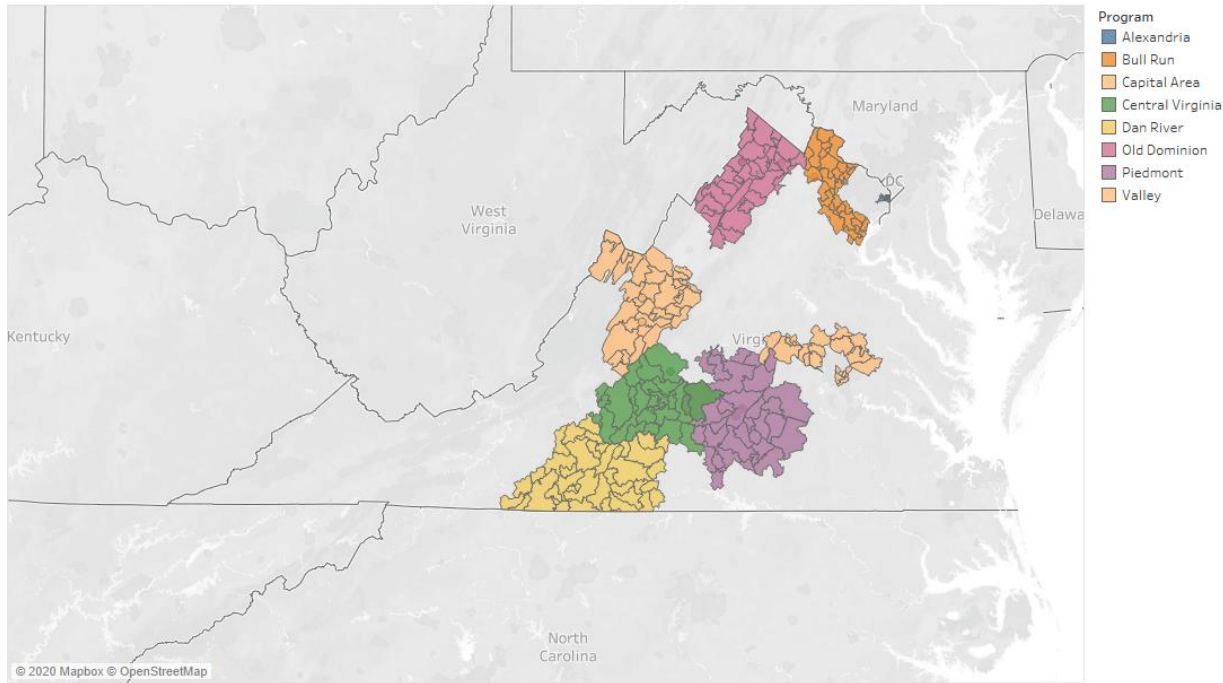 Program
Alexandria
Bull Run
Capital Area
Central Virginia
Dan River
Old Dominion
Piedmont
Valley
Maryland
DC
West
Virginia
Delawa
Kentucky
North
Carolina
© 2020 Mapbox © OpenStreetMap